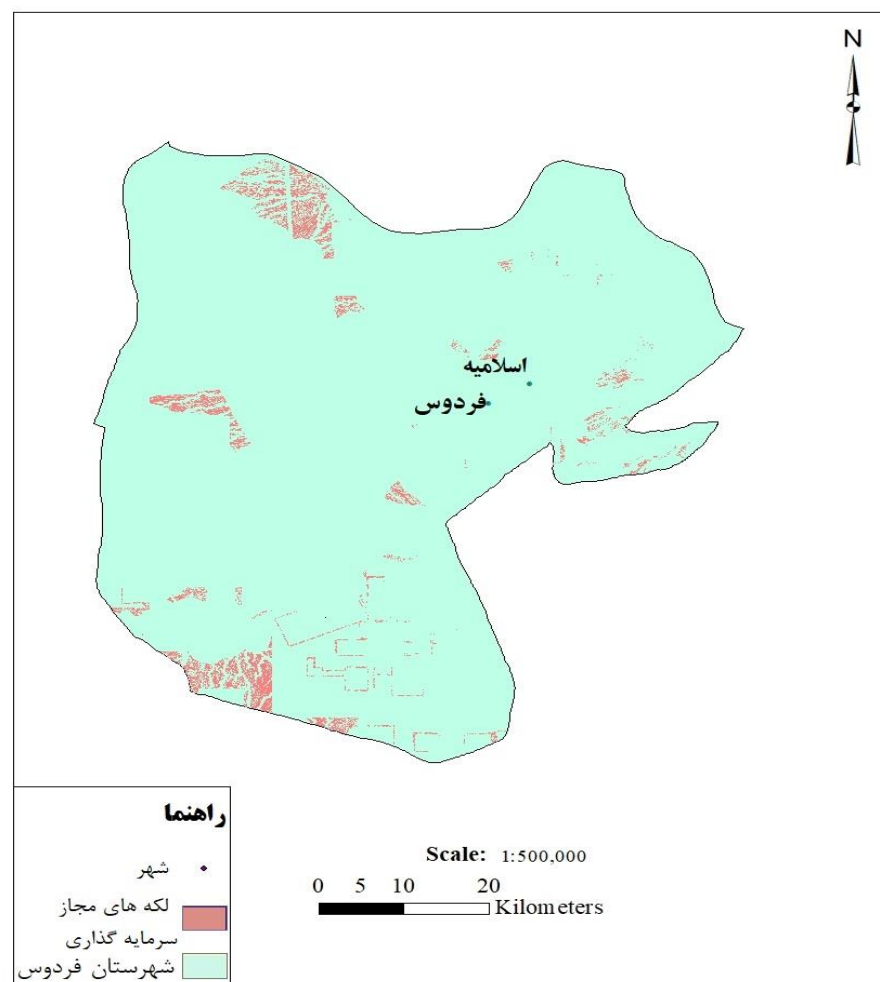 N
اسلامیه
فردوس
راهنما
شهر
لکه های مجاز
سرمایه گذاری
شهرستان فردوس
Scale: 1:500,000
0 5 10 20
Kilometers